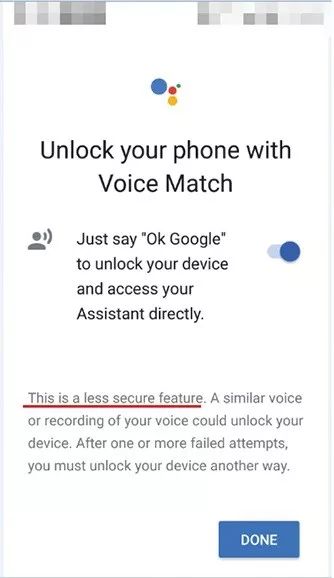 Unlock your phone with
Voice Match
Just say "Ok Google"
to unlock your device
and access your
Assistant directly.
This is a less secure feature. A similar voice
or recording of your voice could unlock your
device. After one or more failed attempts,
you must unlock your device another way.
DONE